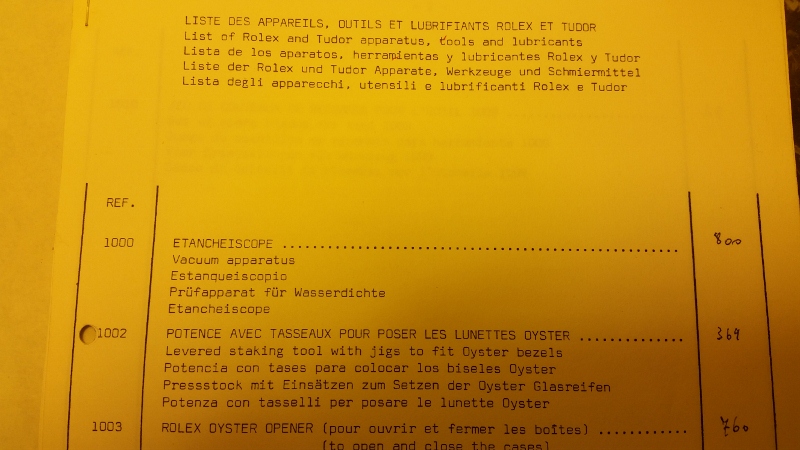 LISTE DES APPAREILS, OUTILS ET LUBRIFIANTS ROLEX ET TUDOR
List of Rolex and Tudor apparatus, tools and lubricants
Lista de los aparatos, herramientas y lubricantes Rolex y Tudor
Liste der Rolex und Tudor Apparate, Werkzeuge und Schmiermittel
Lista degli apparecchi, utensili e lubrificanti Rolex e Tudor
REF.
1000 ETANCHEISCOPE .................................................... 800
Vacuum apparatus
Estanqueiscopio
Prüfapparat für Wasserdichte
Etancheiscope
1002 POTENCE AVEC TASSEAUX POUR POSER LES LUNETTES OYSTER .............. 369
Levered staking tool with jigs to fit Oyster bezels
Potencia con tases para colocar los biseles Oyster
Pressstock mit Einsätzen zum Setzen der Oyster Glasreifen
Potenza con tasselli per posare le lunette Oyster
1003 ROLEX OYSTER OPENER (pour ouvrir et fermer les boîtes) ............ 760
(to open and close the cases)